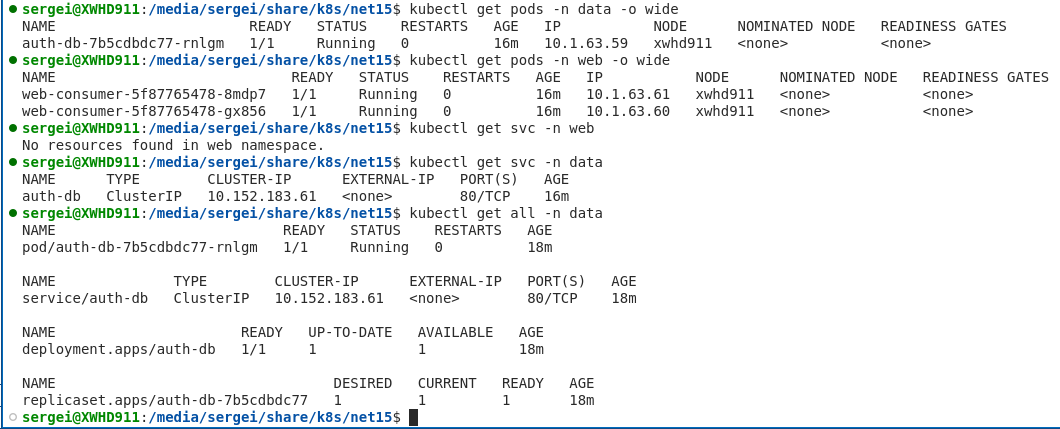 sergei@XWHD911:/media/sergei/share/k8s/net15$ kubectl get pods -n data -o wide
NAME                       READY   STATUS    RESTARTS   AGE   IP           NODE      NOMINATED NODE   READINESS GATES
auth-db-7b5cdbdc77-rnlgm   1/1     Running   0          16m   10.1.63.59   xwhd911   <none>           <none>
sergei@XWHD911:/media/sergei/share/k8s/net15$ kubectl get pods -n web -o wide
NAME                            READY   STATUS    RESTARTS   AGE   IP           NODE      NOMINATED NODE   READINESS GATES
web-consumer-5f87765478-8mdp7   1/1     Running   0          16m   10.1.63.61   xwhd911   <none>           <none>
web-consumer-5f87765478-gx856   1/1     Running   0          16m   10.1.63.60   xwhd911   <none>           <none>
sergei@XWHD911:/media/sergei/share/k8s/net15$ kubectl get svc -n web
No resources found in web namespace.
sergei@XWHD911:/media/sergei/share/k8s/net15$ kubectl get svc -n data
NAME      TYPE        CLUSTER-IP      EXTERNAL-IP   PORT(S)   AGE
auth-db   ClusterIP   10.152.183.61   <none>        80/TCP    16m
sergei@XWHD911:/media/sergei/share/k8s/net15$ kubectl get all -n data
NAME                           READY   STATUS    RESTARTS   AGE
pod/auth-db-7b5cdbdc77-rnlgm   1/1     Running   0          18m
NAME              TYPE        CLUSTER-IP      EXTERNAL-IP   PORT(S)   AGE
service/auth-db   ClusterIP   10.152.183.61   <none>        80/TCP    18m
NAME                      READY   UP-TO-DATE   AVAILABLE   AGE
deployment.apps/auth-db   1/1     1            1           18m
NAME                                 DESIRED   CURRENT   READY   AGE
replicaset.apps/auth-db-7b5cdbdc77   1         1         1       18m
sergei@XWHD911:/media/sergei/share/k8s/net15$